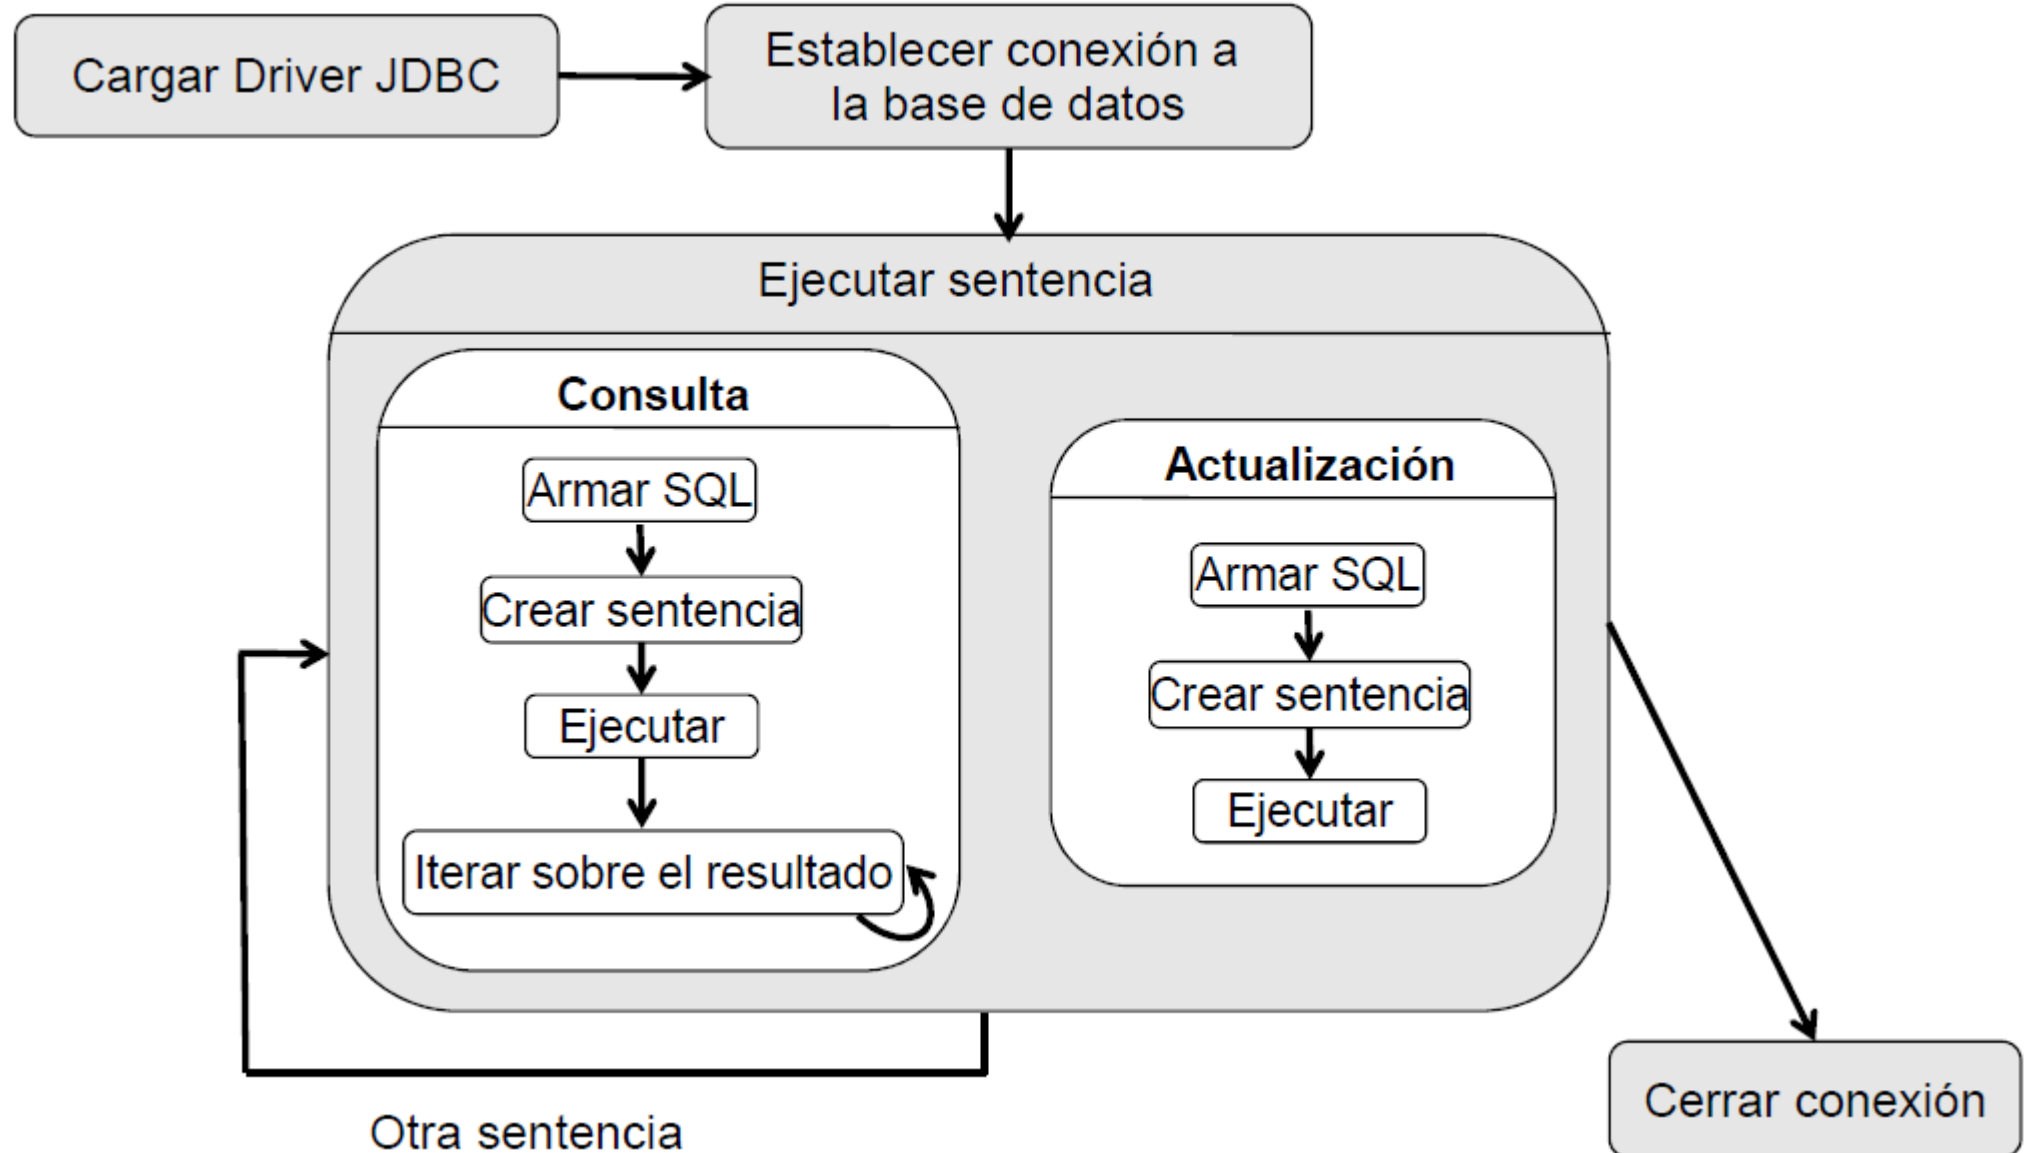 Cargar Driver JDBC
Establecer conexión a
la base de datos
Ejecutar sentencia
Consulta
Armar SQL
Crear sentencia
Ejecutar
Iterar sobre el resultado
Actualización
Armar SQL
Crear sentencia
Ejecutar
Otra sentencia
Cerrar conexión